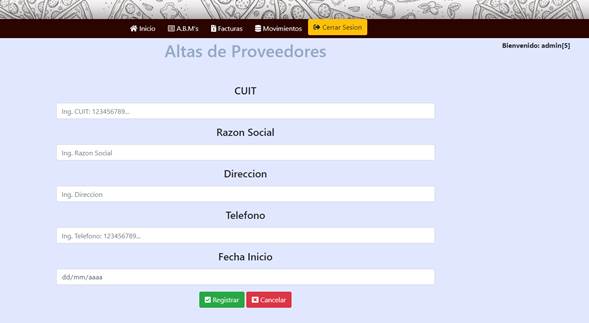 Inicio A.B.M's Facturas Movimientos Cerrar Sesion
Bienvenido: admin[5]
Altas de Proveedores
CUIT
Ing. CUIT: 123456789...
Razon Social
Ing. Razon Social
Direccion
Ing. Direccion
Telefono
Ing. Telefono: 123456789...
Fecha Inicio
dd/mm/aaaa
Registrar Cancelar